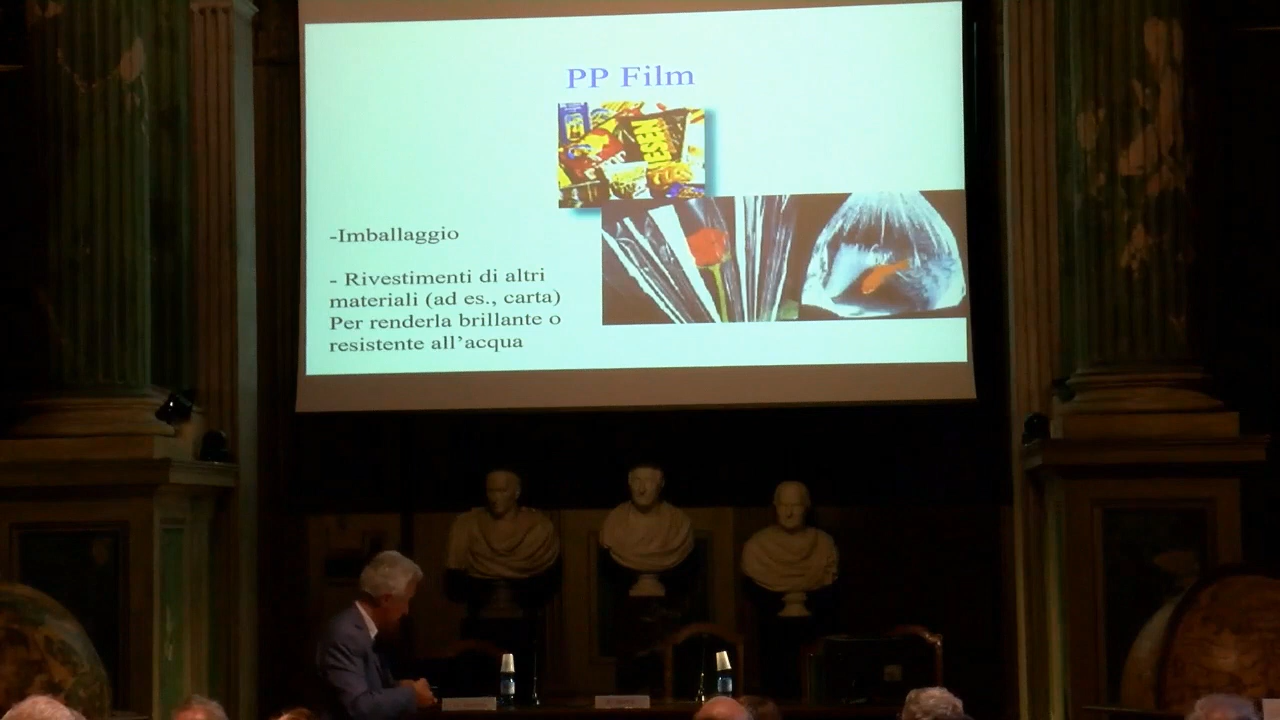 PP Film
-Imballaggio
- Rivestimenti di altri
materiali (ad es., carta)
Per renderla brillante o
resistente all'acqua